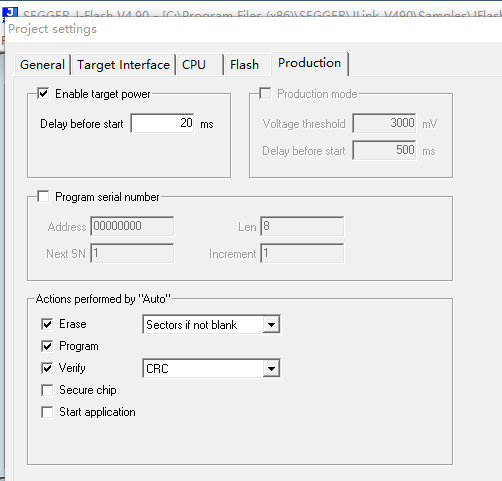 SEGGER J-Flash V4.90 - [C:\Program Files (x86)\SEGGER\JLink_V490\Samples\JFlas
Project settings
General Target Interface CPU Flash Production
Enable target power Production mode
Delay before start 20 ms Voltage threshold 3000 mV
Delay before start 500 ms
Program serial number
Address 00000000 Len 8
Next SN 1 Increment 1
Actions performed by "Auto"
Erase Sectors if not blank
Program
Verify CRC
Secure chip
Start application